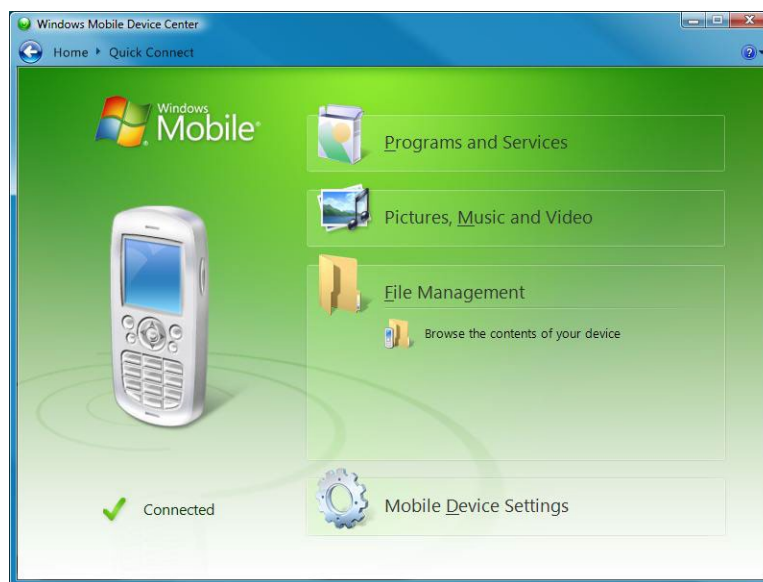 Windows Mobile Device Center
Home ‣ Quick Connect
Windows
Mobile®
Programs and Services
Pictures, Music and Video
File Management
Browse the contents of your device
Connected
Mobile Device Settings